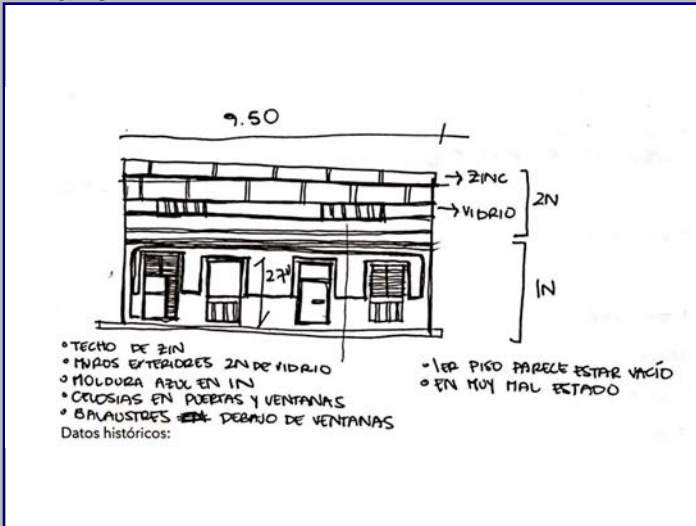 9.50
→ ZINC
→ VIDRIO
2N
1N
• TECHO DE ZIN
• MUROS EXTERIORES 2N DE VIDRIO
• MOLDURA AZUL EN 1N
• CELOSIAS EN PUERTAS Y VENTANAS
• BALAUSTRES DEBAJO DE VENTANAS
• 1ER PISO PARECE ESTAR VACÍO
• EN MUY MAL ESTADO
Datos históricos: